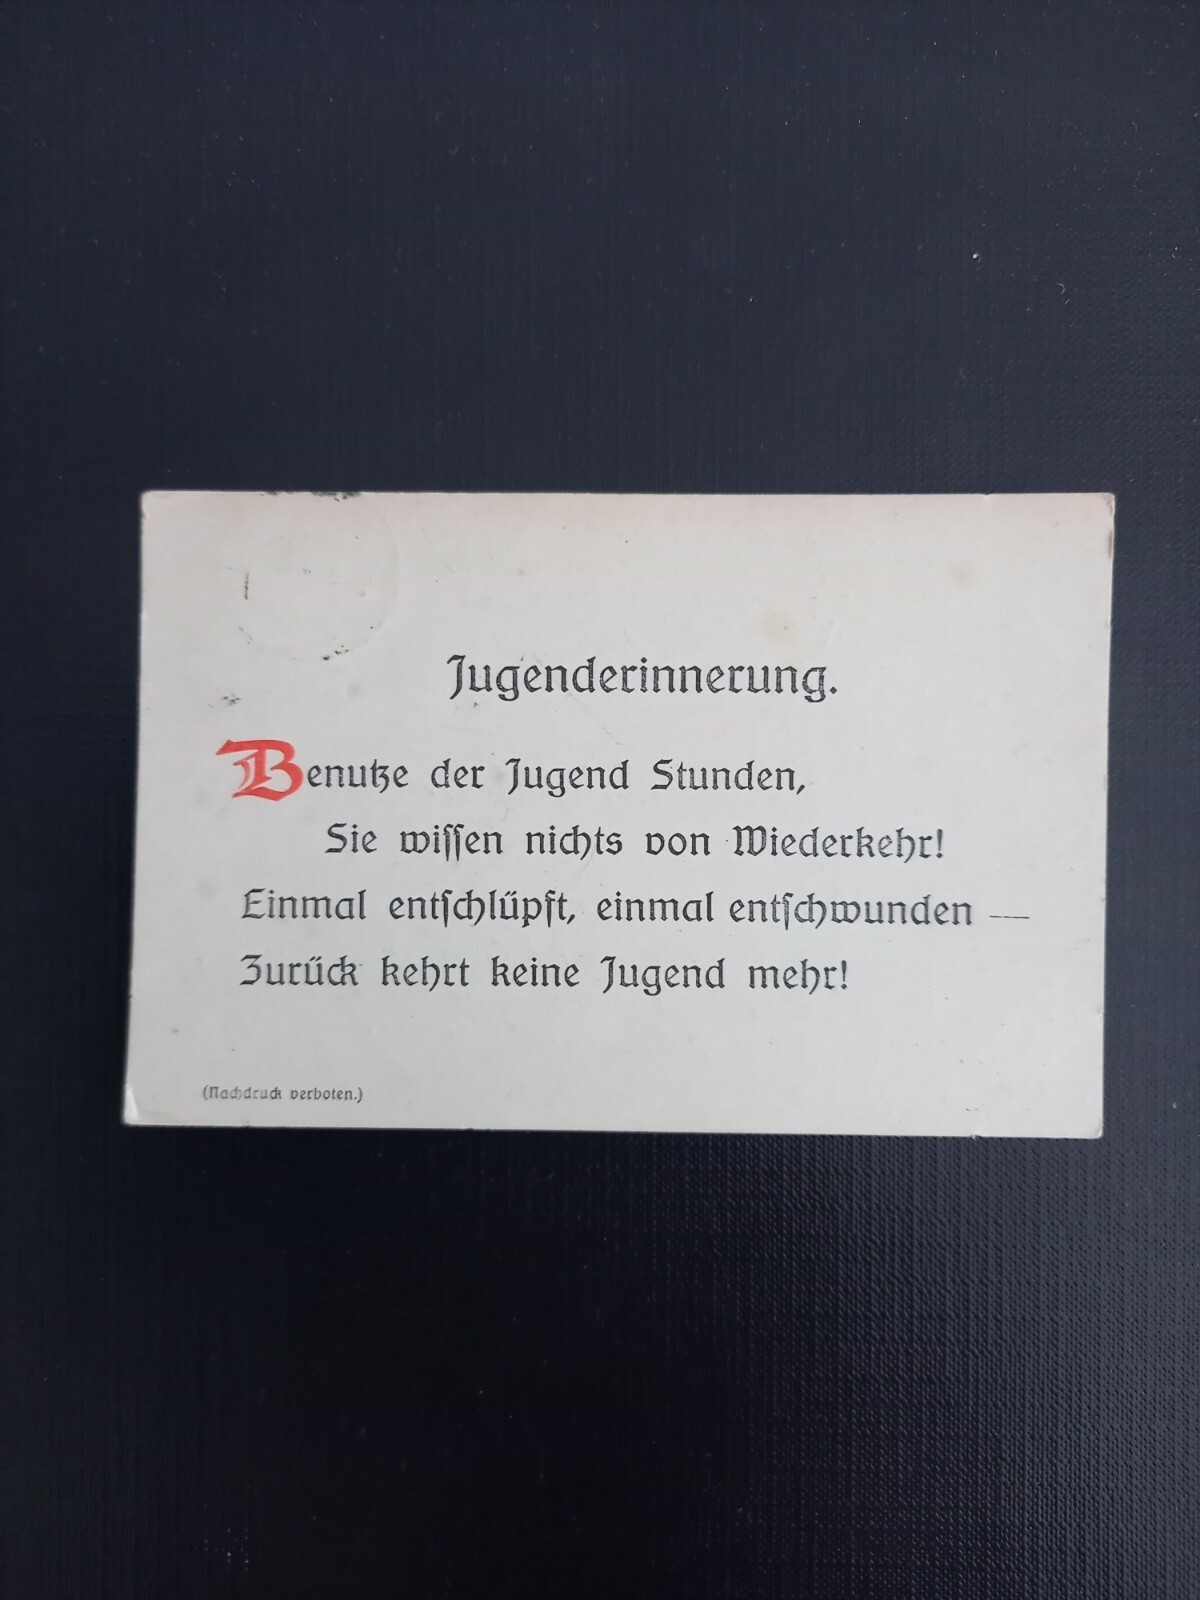 Jugenderinnerung.
Benutze der Jugend Stunden,
Sie wiſſen nichts von Wiederkehr!
Einmal entſchlüpft, einmal entſchwunden —
Zurück kehrt keine Jugend mehr!
(Nachdruck verboten.)